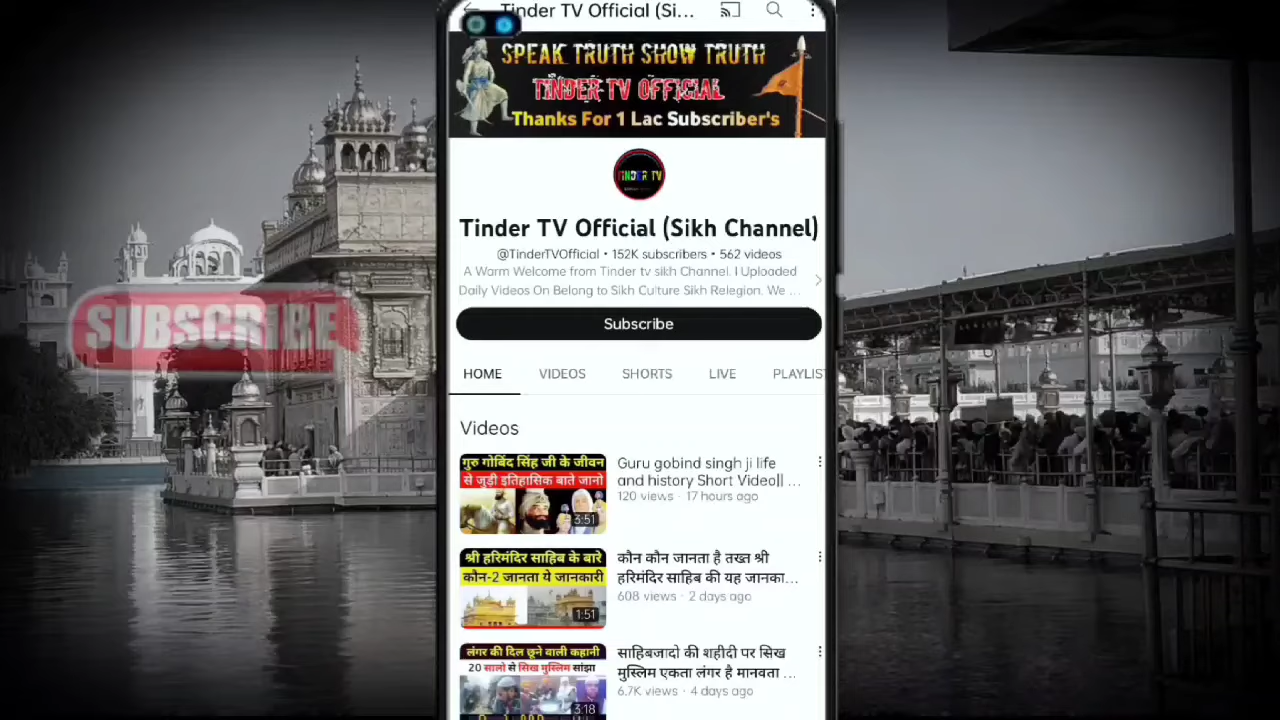 Tinder TV Official (Si...
SPEAK TRUTH SHOW TRUTH
TINDER TV OFFICIAL
Thanks For 1 Lac Subscriber's
TINDER TV
Tinder TV Official (Sikh Channel)
@TinderTVOfficial • 152K subscribers • 562 videos
A Warm Welcome from Tinder tv sikh Channel. I Uploaded
Daily Videos On Belong to Sikh Culture Sikh Relegion. We ...
SUBSCRIBE
Subscribe
HOME VIDEOS SHORTS LIVE PLAYLIS
Videos
गुरु गोबिंद सिंह जी के जीवन
से जुड़ी इतिहासिक बाते जानो
3:51
Guru gobind singh ji life
and history Short Video|| ...
120 views · 17 hours ago
श्री हरिमंदिर साहिब के बारे
कौन-2 जानता ये जानकारी
1:51
कौन कौन जानता है तख्त श्री
हरिमंदिर साहिब की यह जानका...
608 views · 2 days ago
लंगर की दिल छूने वाली कहानी
20 सालो से सिख मुस्लिम सांझा
3:18
साहिबजादो की शहीदी पर सिख
मुस्लिम एकता लंगर है मानवता ...
6.7K views · 4 days ago